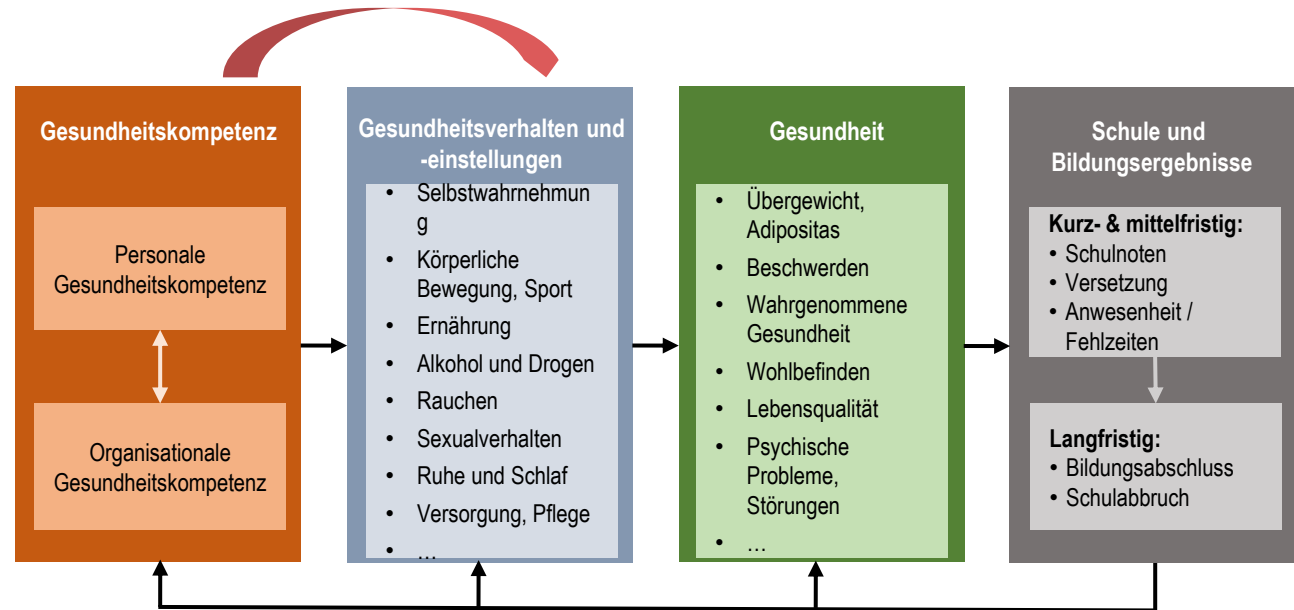 Gesundheitskompetenz
Personale
Gesundheitskompetenz
Organisationale
Gesundheitskompetenz
Gesundheitsverhalten und
-einstellungen
• Selbstwahrnehmun
g
• Körperliche
Bewegung, Sport
• Ernährung
• Alkohol und Drogen
• Rauchen
• Sexualverhalten
• Ruhe und Schlaf
• Versorgung, Pflege
• …
Gesundheit
• Übergewicht,
Adipositas
• Beschwerden
• Wahrgenommene
Gesundheit
• Wohlbefinden
• Lebensqualität
• Psychische
Probleme,
Störungen
• …
Schule und
Bildungsergebnisse
Kurz- & mittelfristig:
• Schulnoten
• Versetzung
• Anwesenheit /
Fehlzeiten
Langfristig:
• Bildungsabschluss
• Schulabbruch